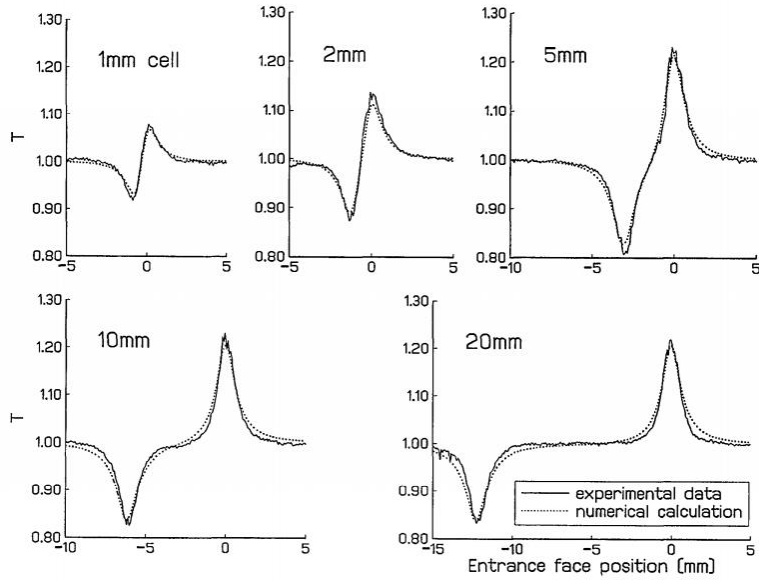 1.30
1.20
1.10
1.00
0.90
0.80
T
1mm cell
-5 0 5
1.30
1.20
1.10
1.00
0.90
0.80
2mm
-5 0 5
1.30
1.20
1.10
1.00
0.90
0.80
5mm
-10 -5 0 5
1.30
1.20
1.10
1.00
0.90
0.80
T
10mm
-10 -5 0 5
1.30
1.20
1.10
1.00
0.90
0.80
20mm
experimental data
numerical calculation
-15 -10 -5 0 5
Entrance face position (mm)